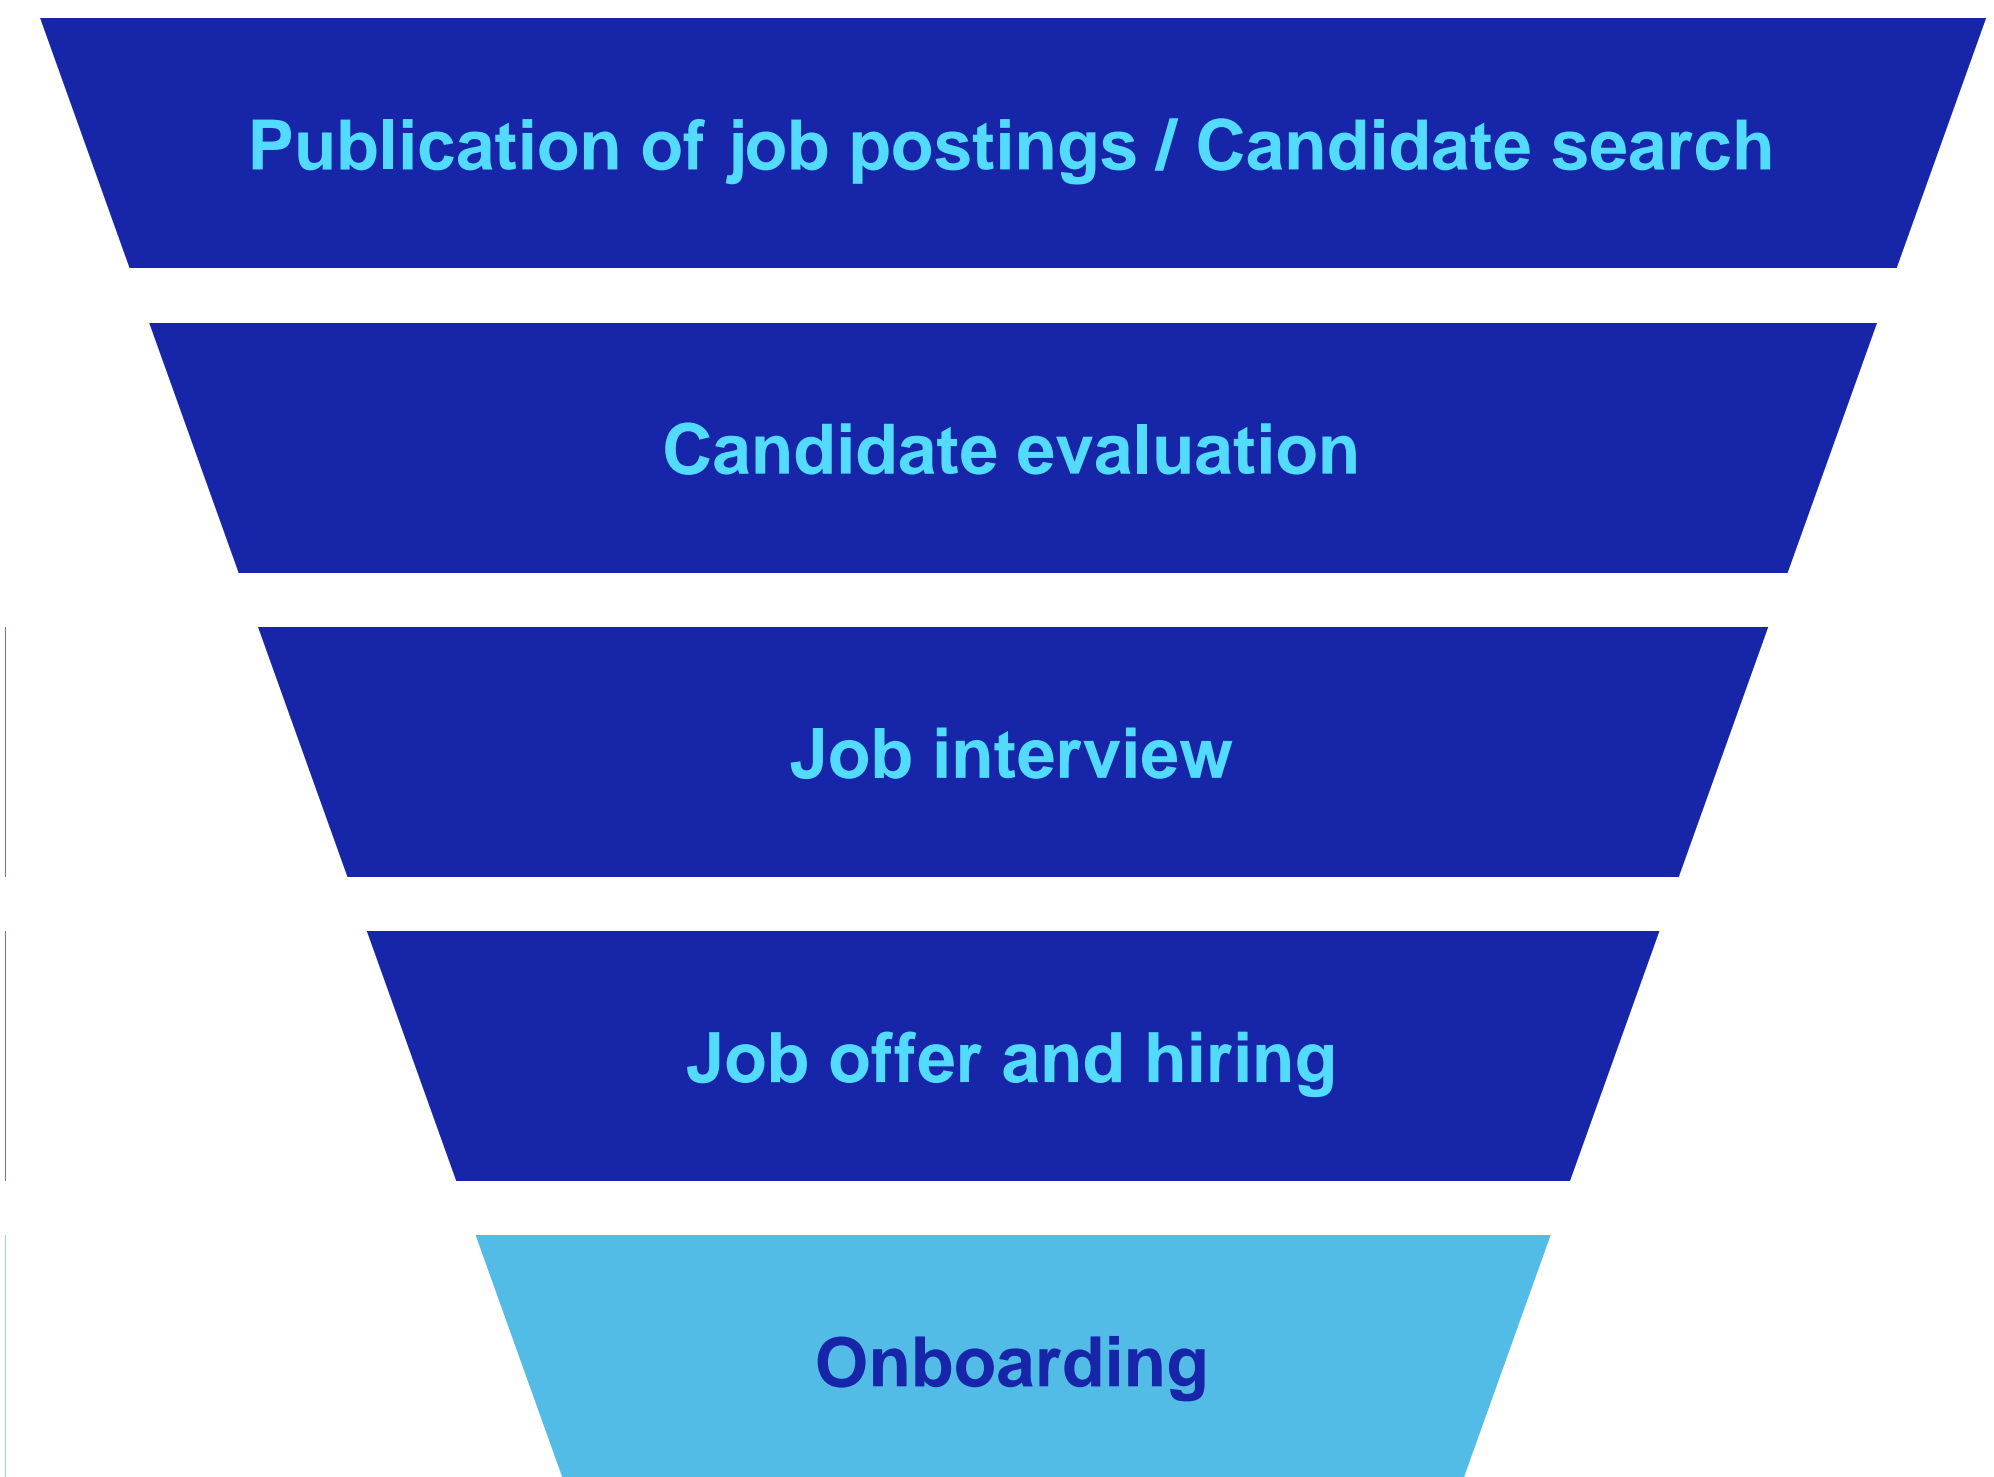 Publication of job postings / Candidate search
Candidate evaluation
Job interview
Job offer and hiring
Onboarding